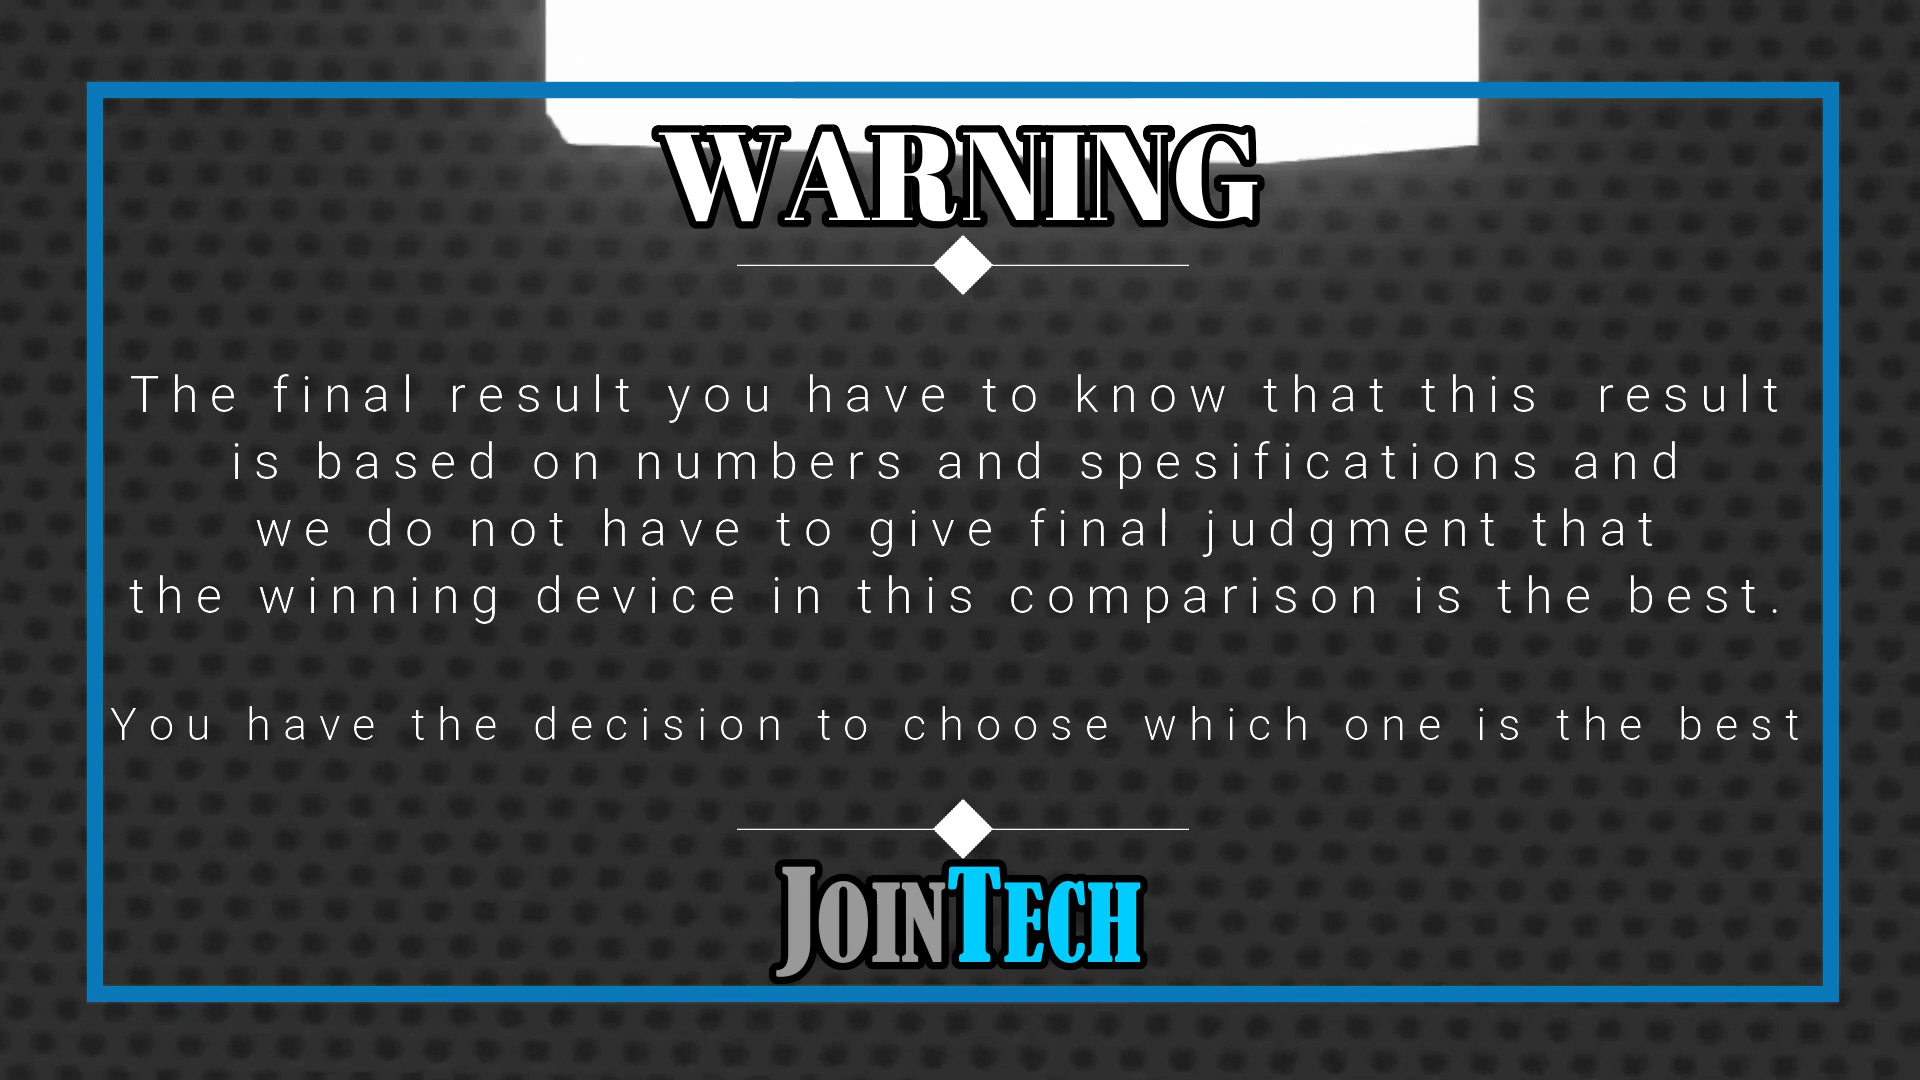 WARNING
The final result you have to know that this result
is based on numbers and spesifications and
we do not have to give final judgment that
the winning device in this comparison is the best.
You have the decision to choose which one is the best
JOINTECH